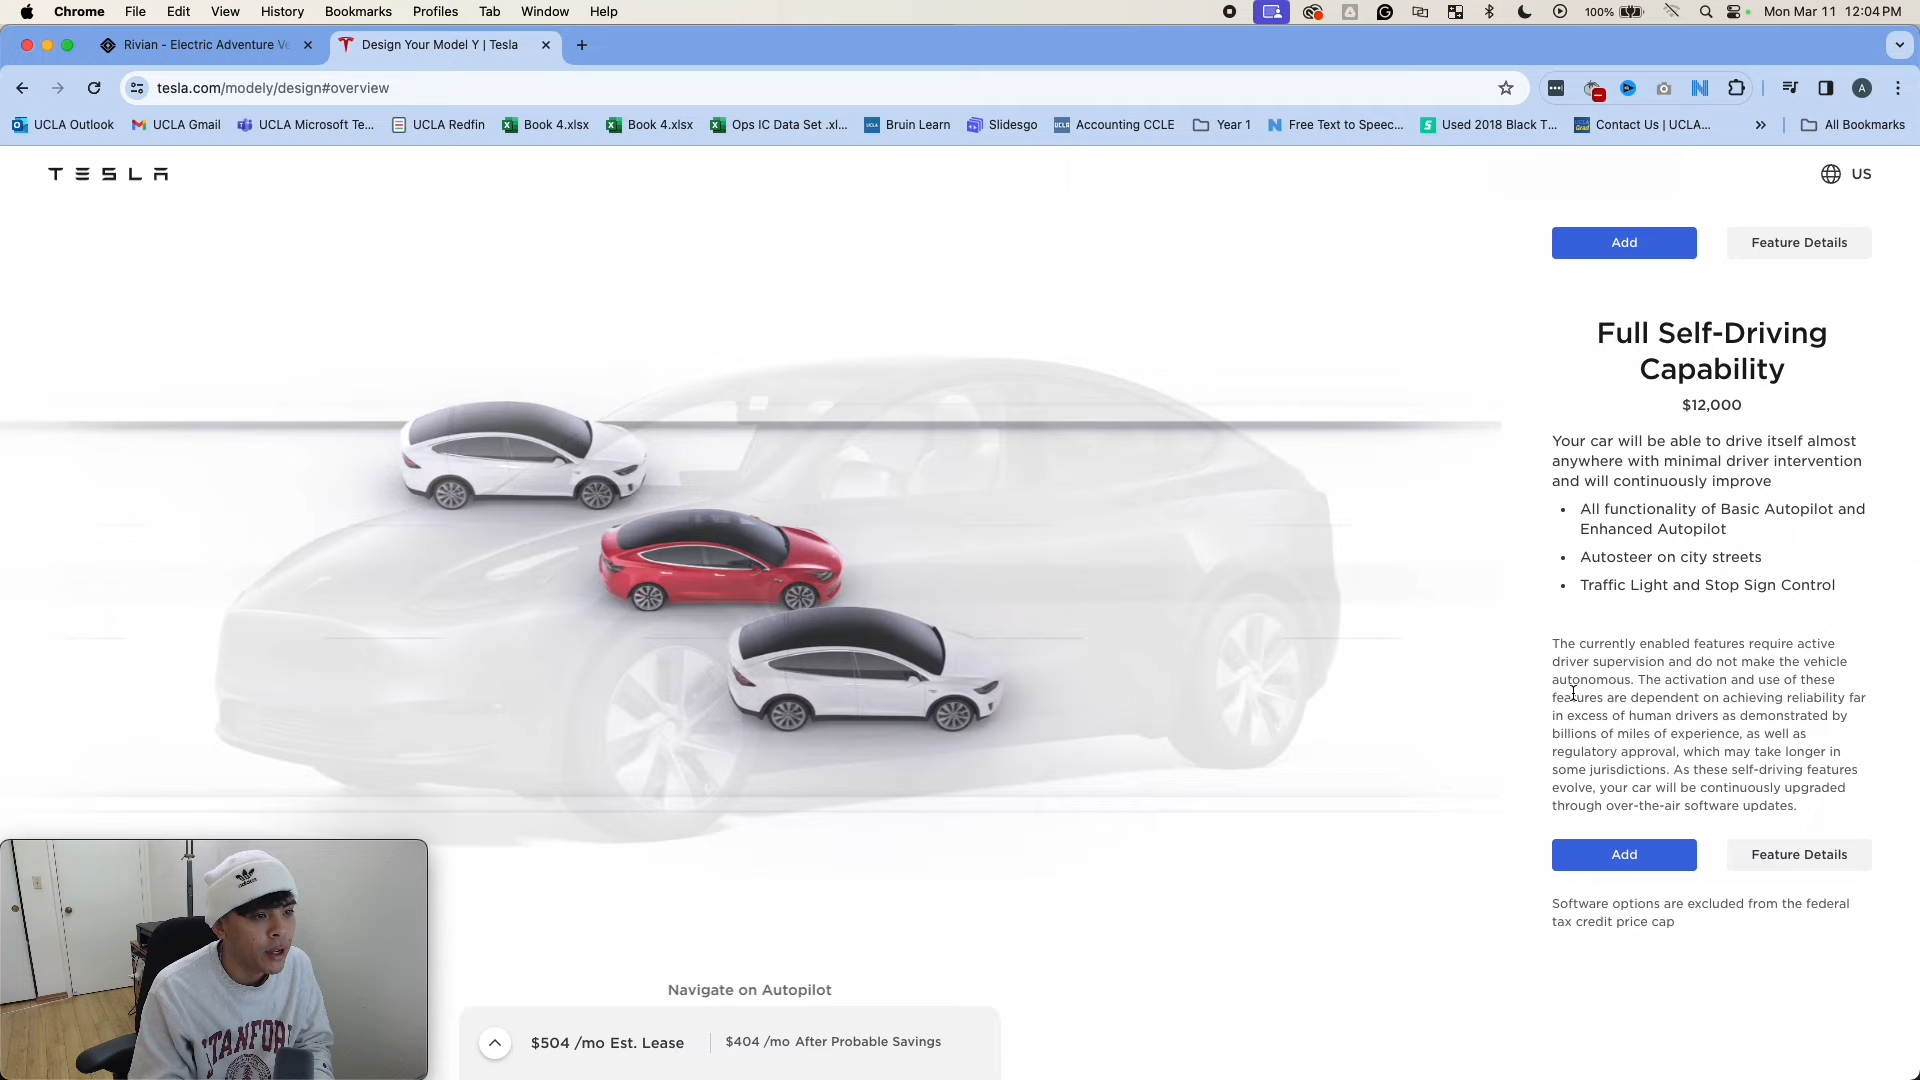 Chrome File Edit View History Bookmarks Profiles Tab Window Help 100% Mon Mar 11 12:04 PM
Rivian - Electric Adventure Ve Design Your Model Y | Tesla
tesla.com/modely/design#overview A
UCLA Outlook UCLA Gmail UCLA Microsoft Te... UCLA Redfin Book 4.xlsx Book 4.xlsx Ops IC Data Set .xl... Bruin Learn Slidesgo Accounting CCLE Year 1 Free Text to Speec... Used 2018 Black T... Contact Us | UCLA... » All Bookmarks
TESLA US
Add Feature Details
Full Self-Driving
Capability
$12,000
Your car will be able to drive itself almost
anywhere with minimal driver intervention
and will continuously improve
• All functionality of Basic Autopilot and
Enhanced Autopilot
• Autosteer on city streets
• Traffic Light and Stop Sign Control
The currently enabled features require active
driver supervision and do not make the vehicle
autonomous. The activation and use of these
features are dependent on achieving reliability far
in excess of human drivers as demonstrated by
billions of miles of experience, as well as
regulatory approval, which may take longer in
some jurisdictions. As these self-driving features
evolve, your car will be continuously upgraded
through over-the-air software updates.
Add Feature Details
Software options are excluded from the federal
tax credit price cap
Navigate on Autopilot
$504 /mo Est. Lease $404 /mo After Probable Savings
adidas
STANFORD